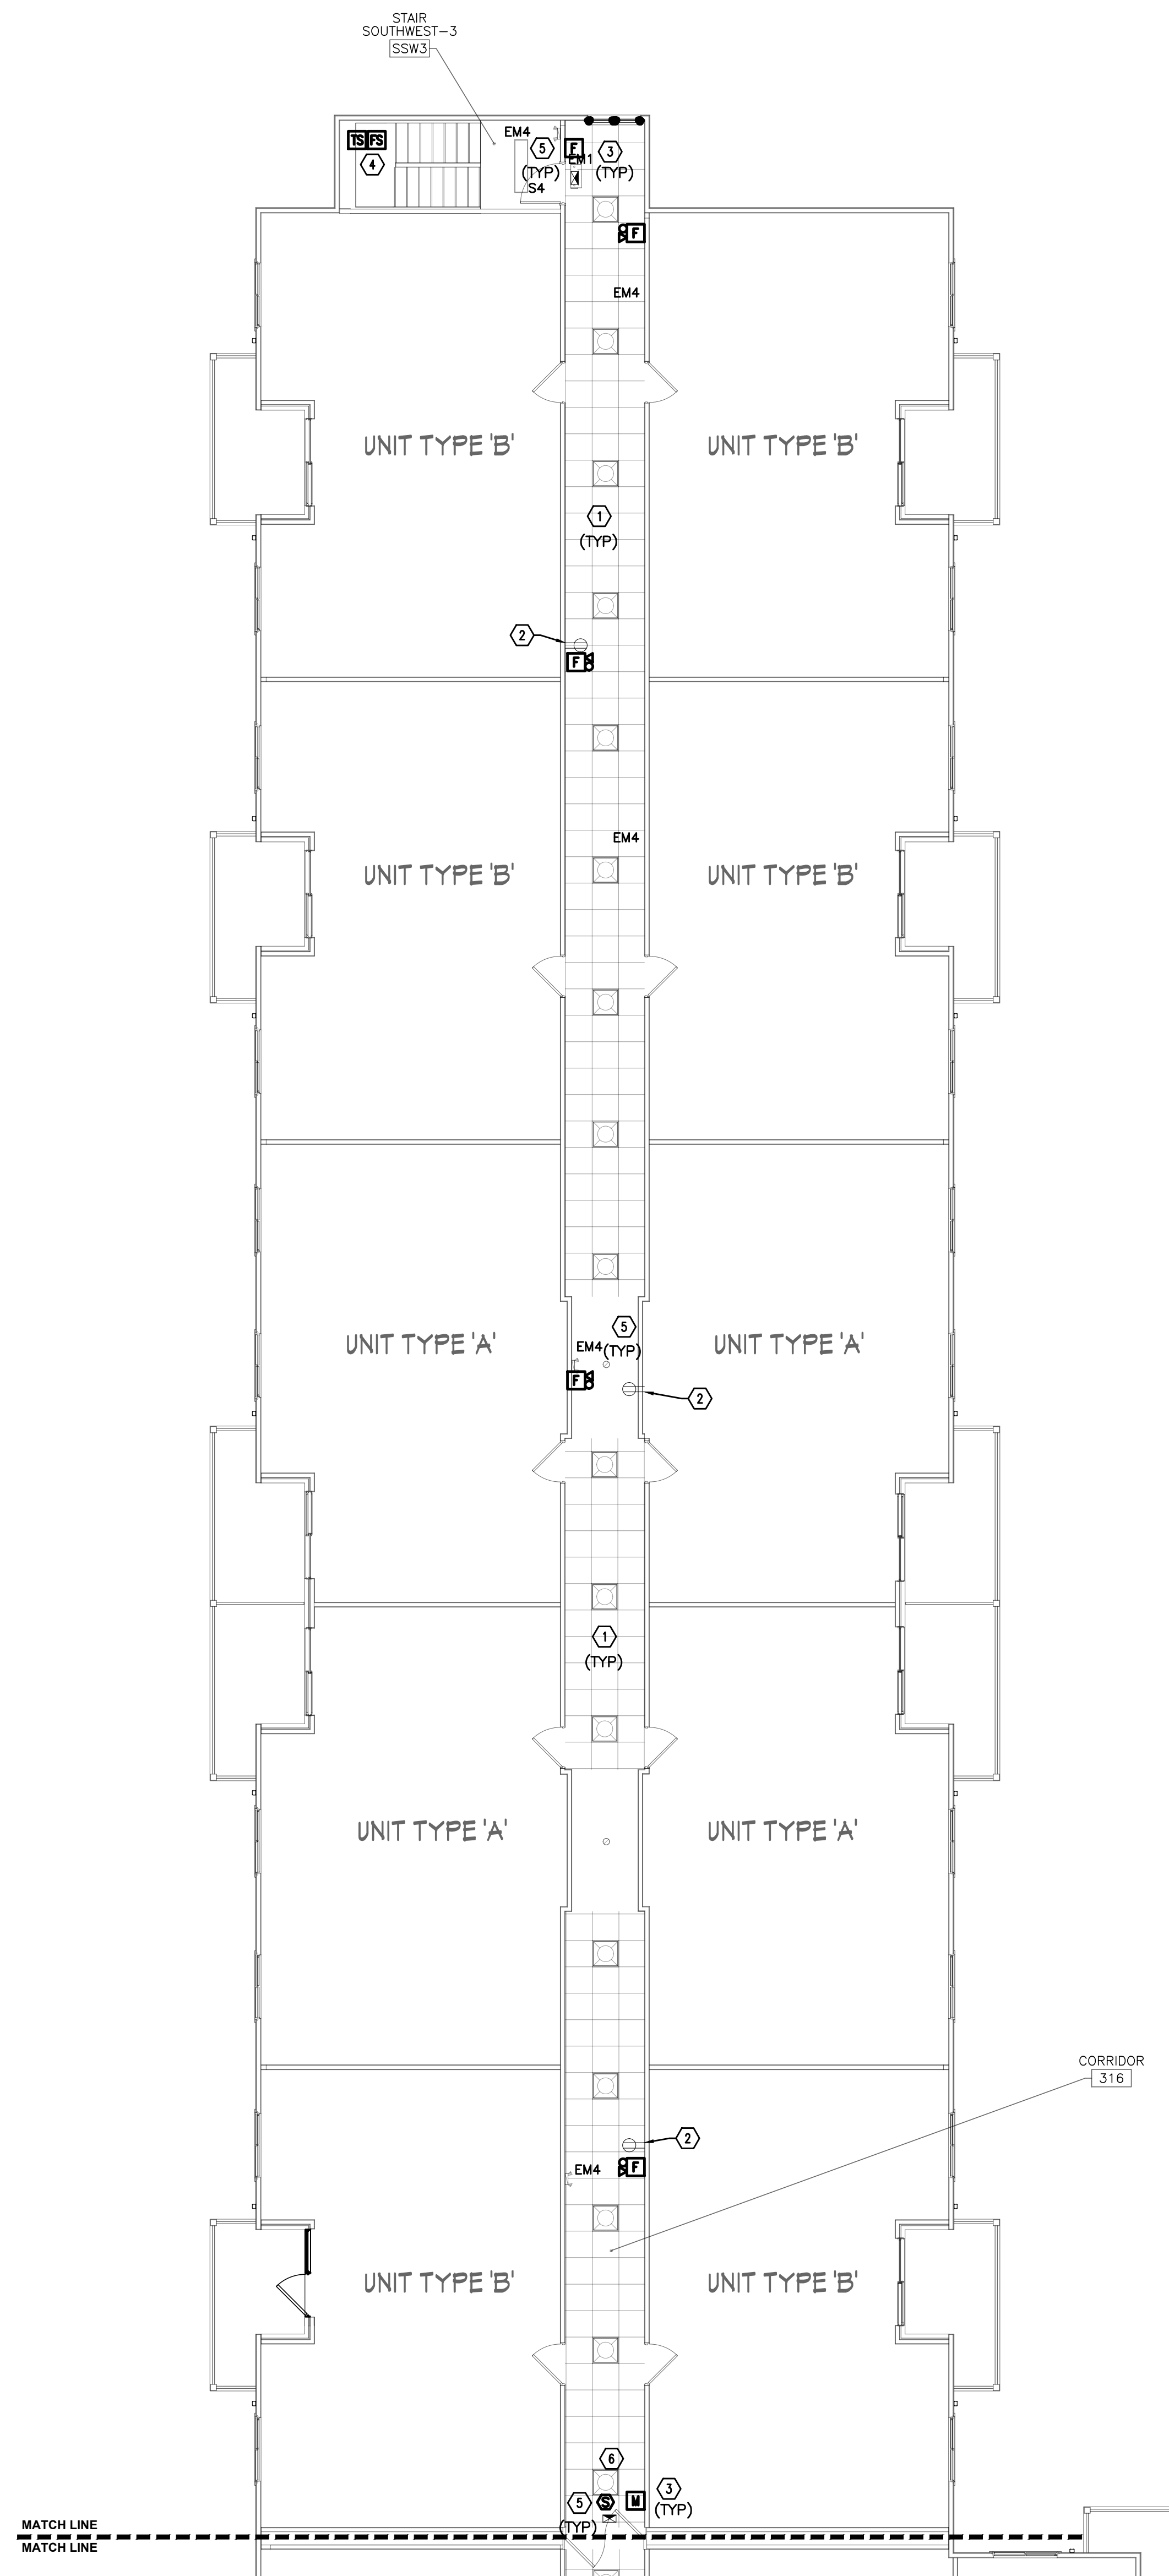 STAIR
SOUTHWEST-3
SSW3
TS FS
4
EM4
5
(TYP)
S4
F
EM1
3
(TYP)
F
EM4
UNIT TYPE 'B'
UNIT TYPE 'B'
1
(TYP)
2
F
EM4
UNIT TYPE 'B'
UNIT TYPE 'B'
5
(TYP)
EM4
UNIT TYPE 'A'
UNIT TYPE 'A'
F
2
1
(TYP)
UNIT TYPE 'A'
UNIT TYPE 'A'
CORRIDOR
316
2
EM4
F
UNIT TYPE 'B'
UNIT TYPE 'B'
6
3
(TYP)
5
(TYP)
S
M
MATCH LINE
MATCH LINE